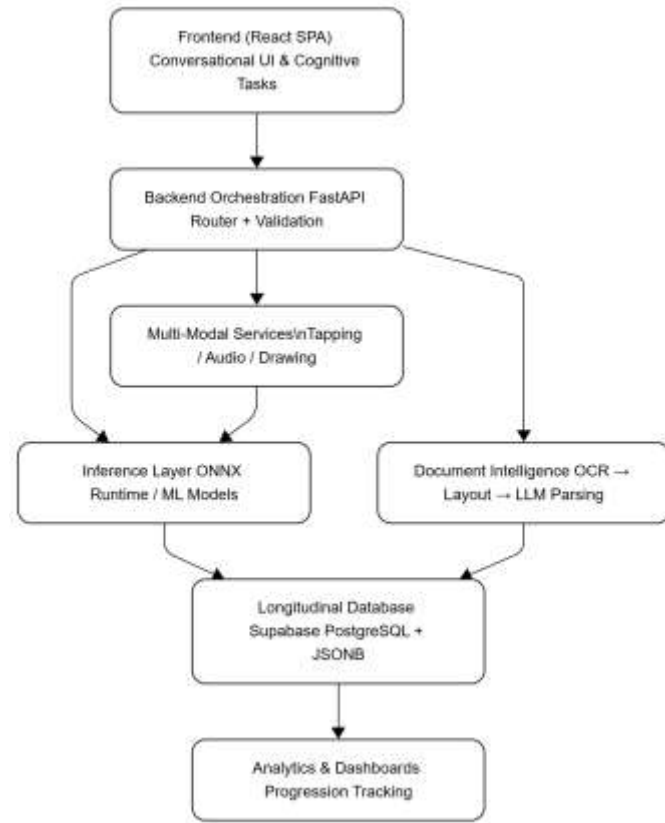 Frontend (React SPA)
Conversational UI & Cognitive
Tasks
Backend Orchestration FastAPI
Router + Validation
Multi-Modal Services\nTapping
/ Audio / Drawing
Inference Layer ONNX
Runtime / ML Models
Document Intelligence OCR →
Layout → LLM Parsing
Longitudinal Database
Supabase PostgreSQL +
JSONB
Analytics & Dashboards
Progression Tracking